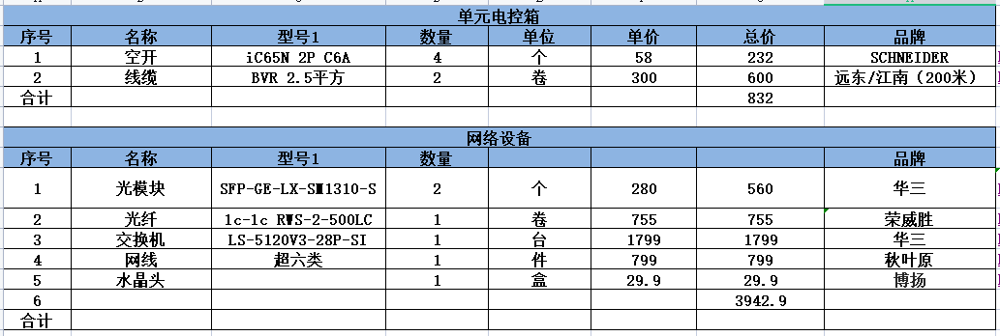 单元电控箱
序号 名称 型号1 数量 单位 单价 总价 品牌
1 空开 iC65N 2P C6A 4 个 58 232 SCHNEIDER
2 线缆 BVR 2.5平方 2 卷 300 600 远东/江南（200米）
合计 832
网络设备
序号 名称 型号1 数量 品牌
1 光模块 SFP-GE-LX-SM1310-S 2 个 280 560 华三
2 光纤 1c-1c RWS-2-500LC 1 卷 755 755 荣威胜
3 交换机 LS-5120V3-28P-SI 1 台 1799 1799 华三
4 网线 超六类 1 件 799 799 秋叶原
5 水晶头 1 盒 29.9 29.9 博扬
6 3942.9
合计